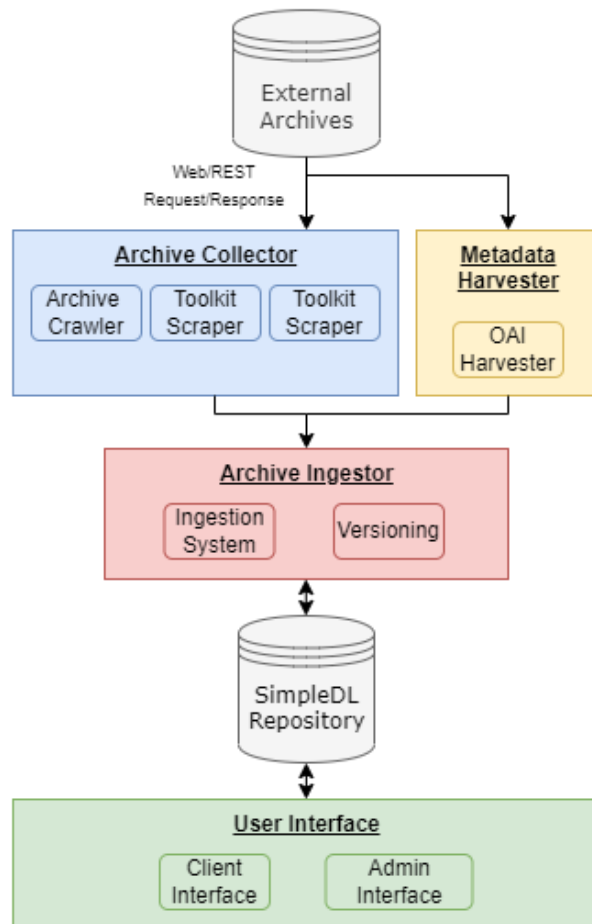 External
Archives
Web/REST
Request/Response
Archive Collector
Archive
Crawler
Toolkit
Scraper
Toolkit
Scraper
Metadata
Harvester
OAI
Harvester
Archive Ingestor
Ingestion
System
Versioning
SimpleDL
Repository
User Interface
Client
Interface
Admin
Interface